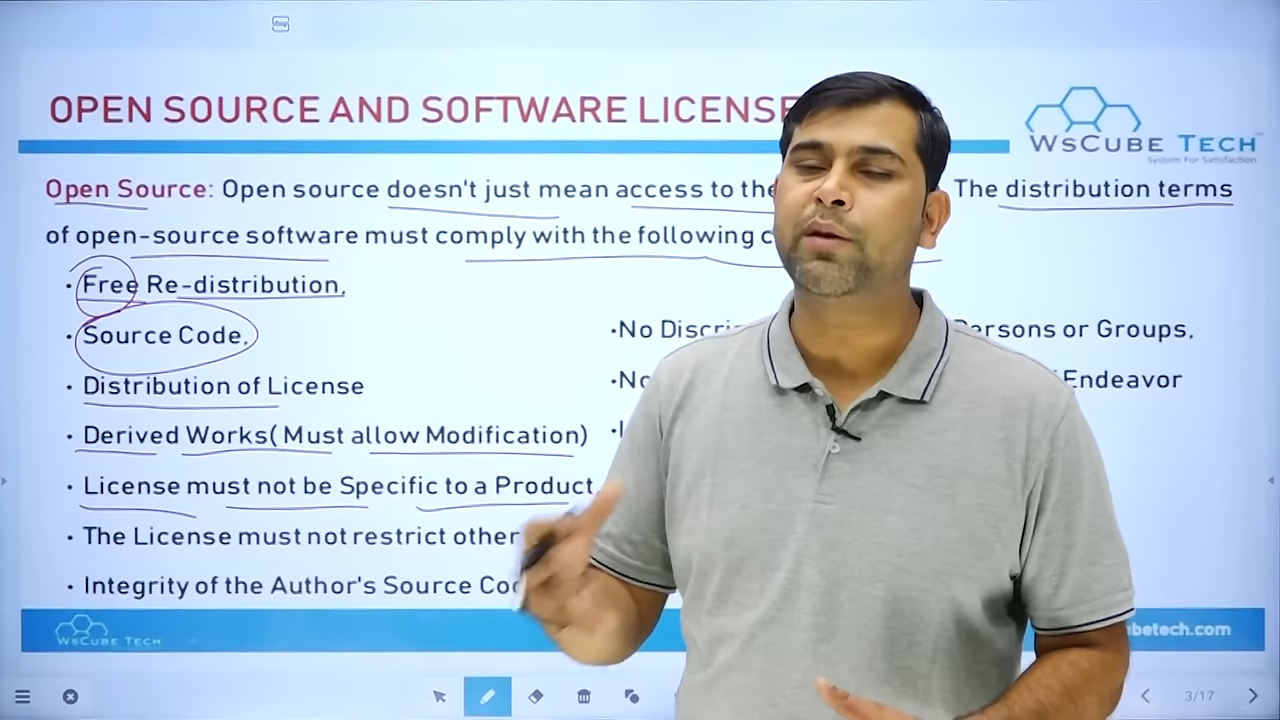 OPEN SOURCE AND SOFTWARE LICENSE
WSCUBE TECH
System For Satisfaction
Open Source: Open source doesn't just mean access to the The distribution terms
of open-source software must comply with the following
• Free Re-distribution,
• Source Code,
• Distribution of License
• Derived Works( Must allow Modification)
• License must not be Specific to a Product
• The License must not restrict other
• Integrity of the Author's Source
•No Persons or Groups,
Endeavor
WSCUBE TECH
betech.com
3/17